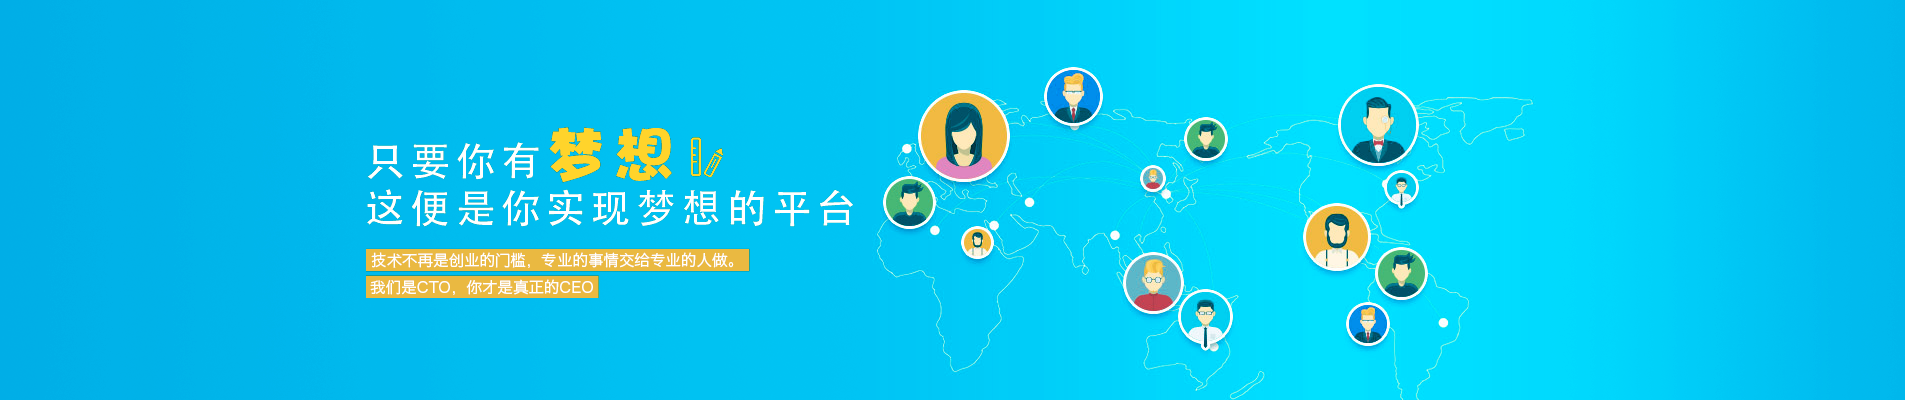 只要你有梦想
这便是你实现梦想的平台
技术不再是创业的门槛，专业的事情交给专业的人做。
我们是CTO，你才是真正的CEO